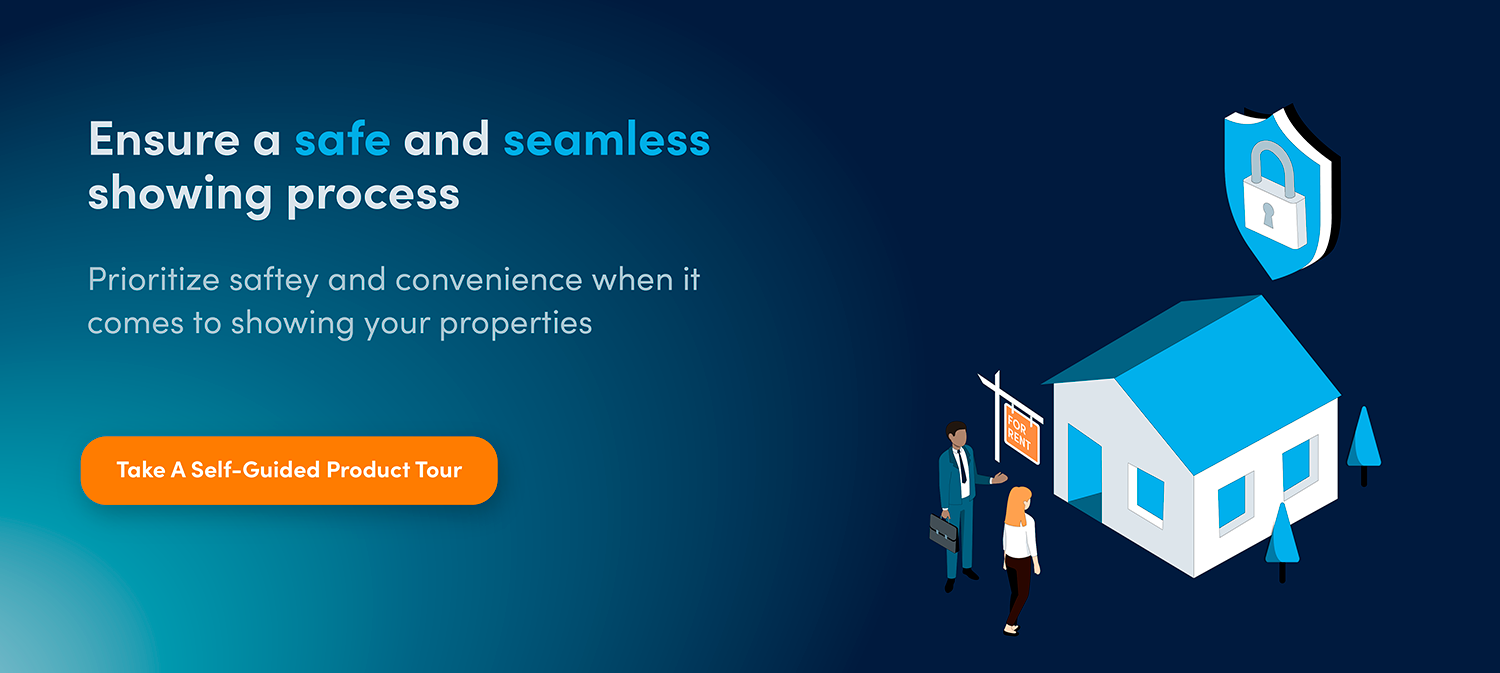 Ensure a safe and seamless
showing process
Prioritize saftey and convenience when it
comes to showing your properties
Take A Self-Guided Product Tour
FOR
RENT